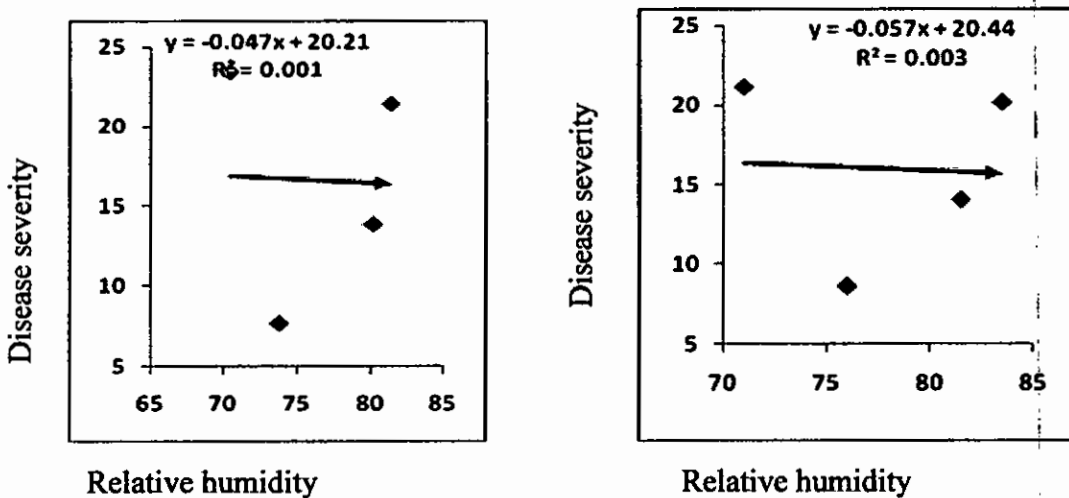 y = -0.047x + 20.21
R² = 0.001
25
20
15
10
5
65 70 75 80 85
Disease severity
Relative humidity
y = -0.057x + 20.44
R² = 0.003
25
20
15
10
5
70 75 80 85
Disease severity
Relative humidity